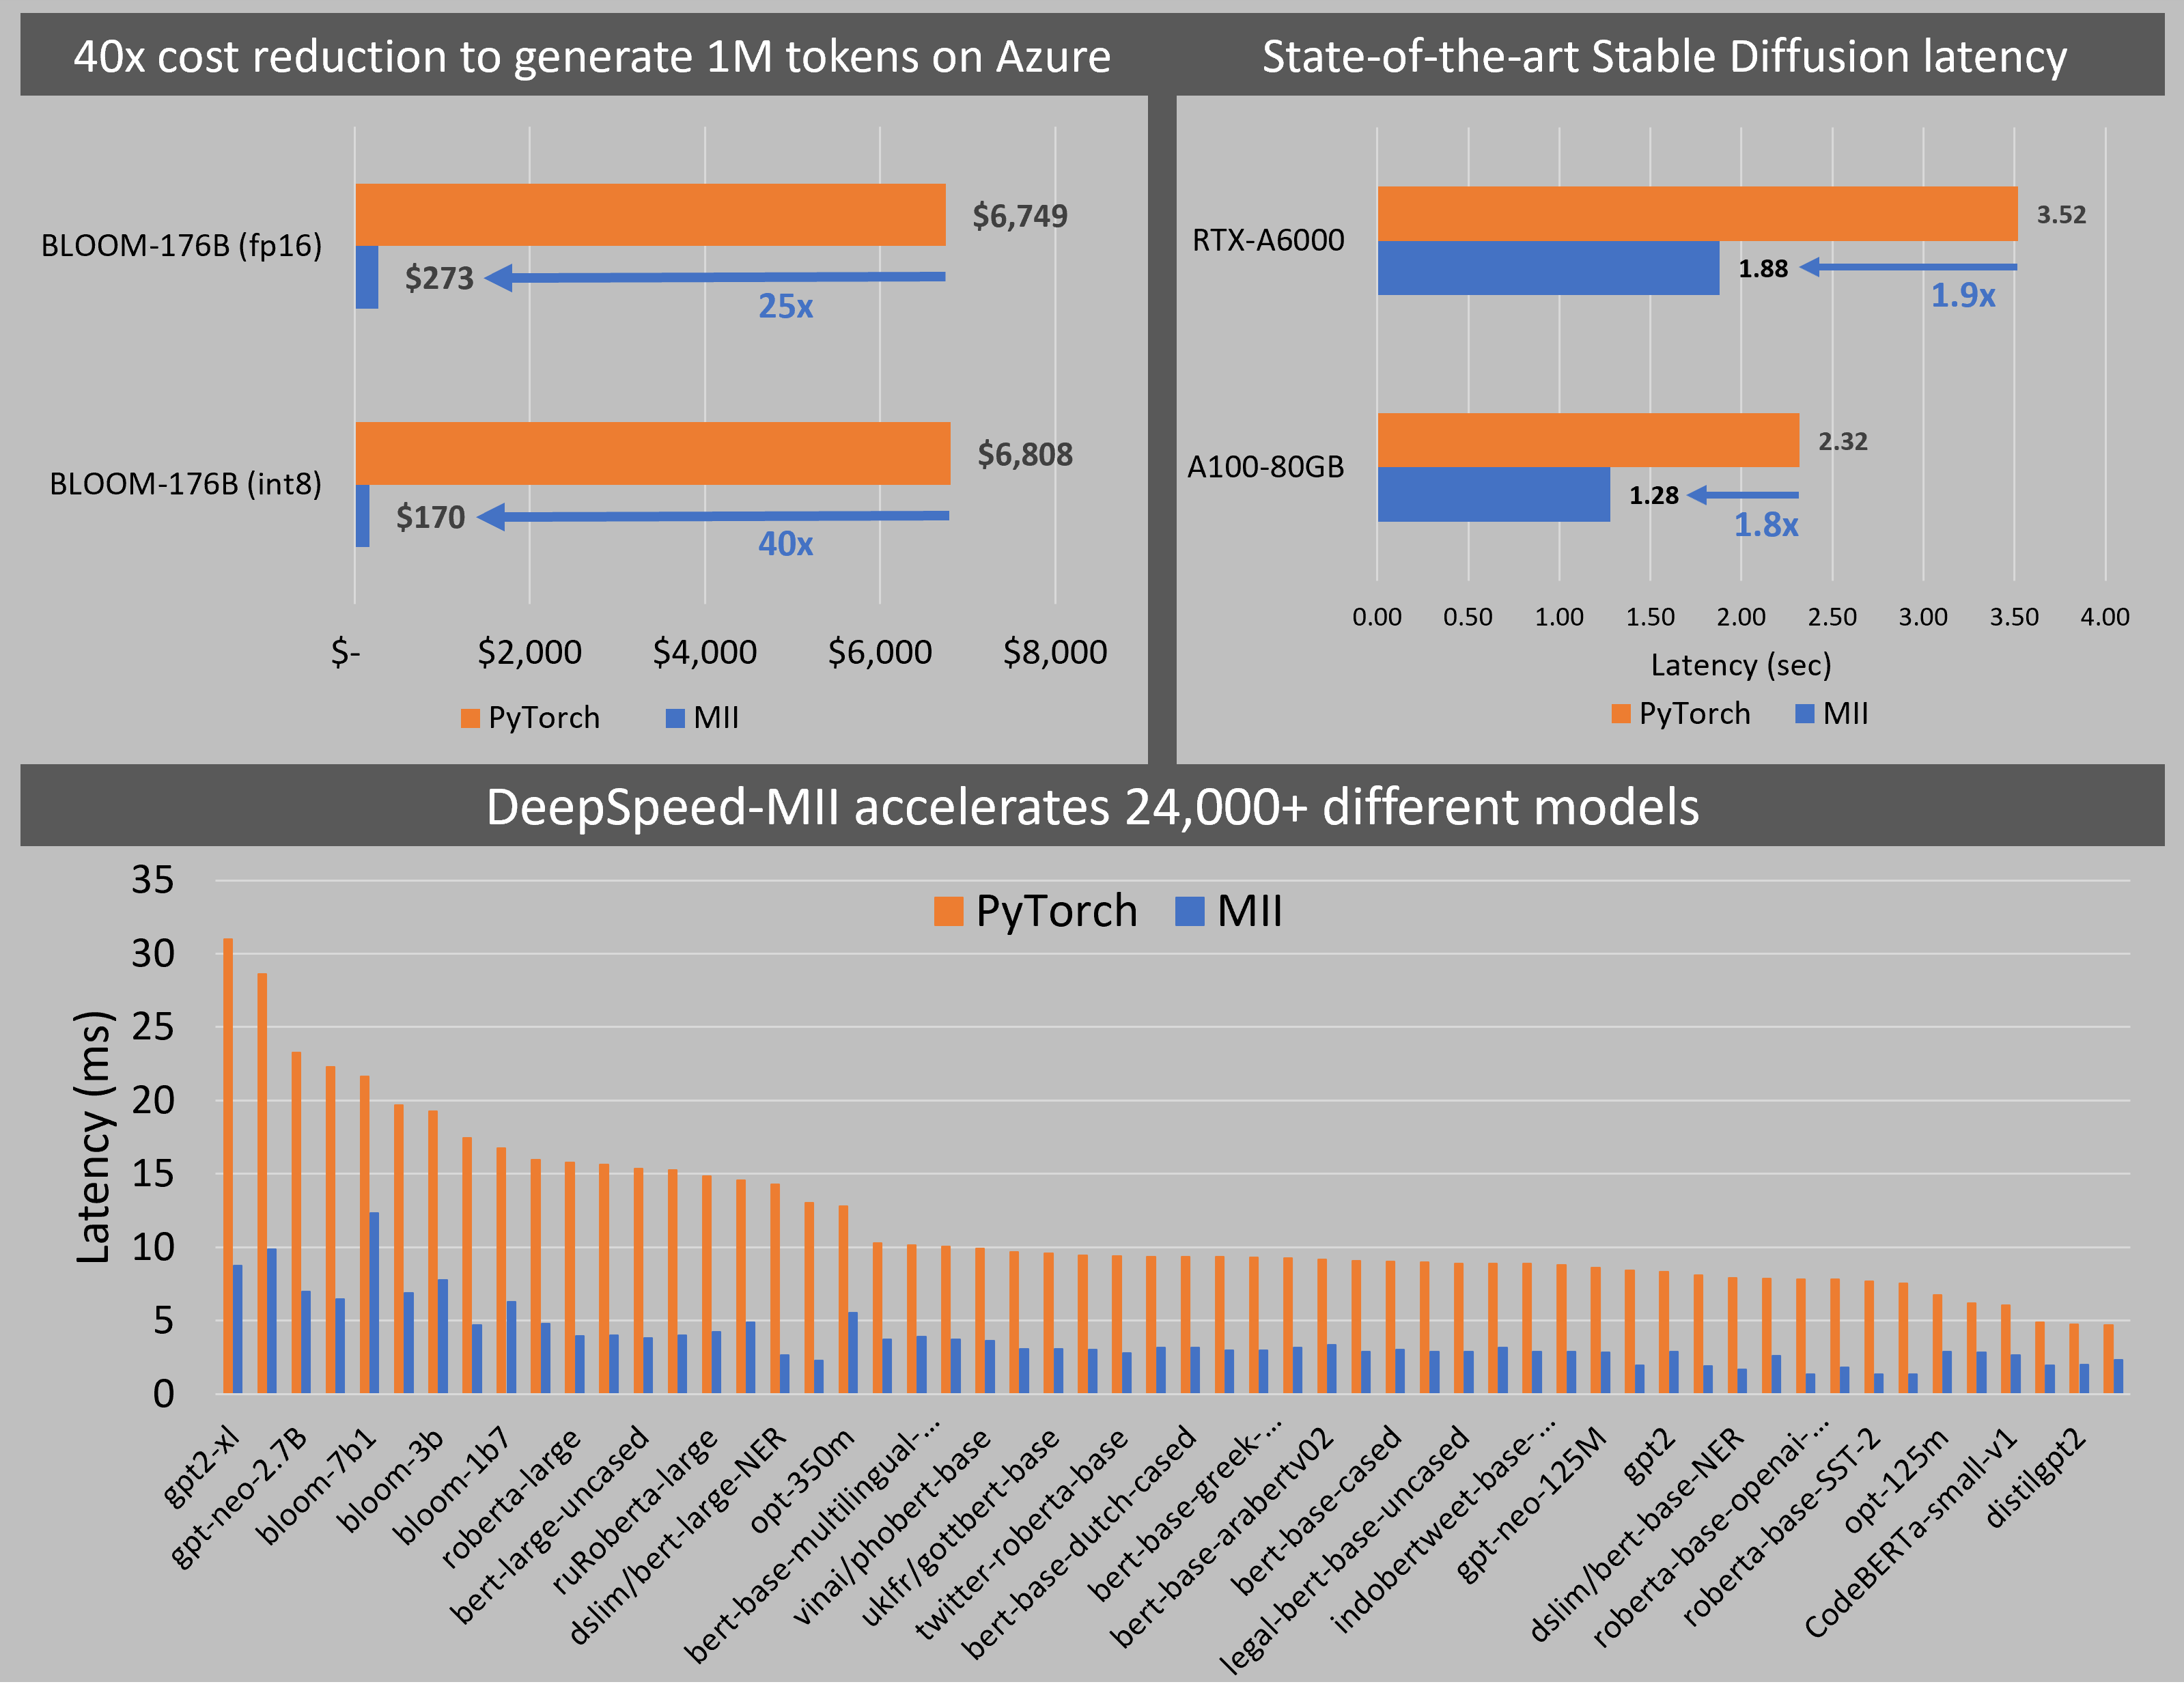 40x cost reduction to generate 1M tokens on Azure
BLOOM-176B (fp16)
$6,749
$273
25x
BLOOM-176B (int8)
$6,808
$170
40x
$-
$2,000
$4,000
$6,000
$8,000
PyTorch
MII
State-of-the-art Stable Diffusion latency
RTX-A6000
3.52
1.88
1.9x
A100-80GB
2.32
1.28
1.8x
0.00
0.50
1.00
1.50
2.00
2.50
3.00
3.50
4.00
Latency (sec)
PyTorch
MII
DeepSpeed-MII accelerates 24,000+ different models
PyTorch
MII
Latency (ms)
35
30
25
20
15
10
5
0
gpt2-xl
gpt-neo-2.7B
bloom-7b1
bloom-3b
bloom-1b7
roberta-large
bert-large-uncased
ruRoberta-large
dslim/bert-large-NER
opt-350m
bert-base-multilingual-...
vinai/phobert-base
uklfr/gottbert-base
twitter-roberta-base
bert-base-dutch-cased
bert-base-greek-...
bert-base-arabertv02
bert-base-cased
legal-bert-base-uncased
indobertweet-base-...
gpt-neo-125M
gpt2
dslim/bert-base-NER
roberta-base-openai-...
roberta-base-SST-2
opt-125m
CodeBERTa-small-v1
distilgpt2